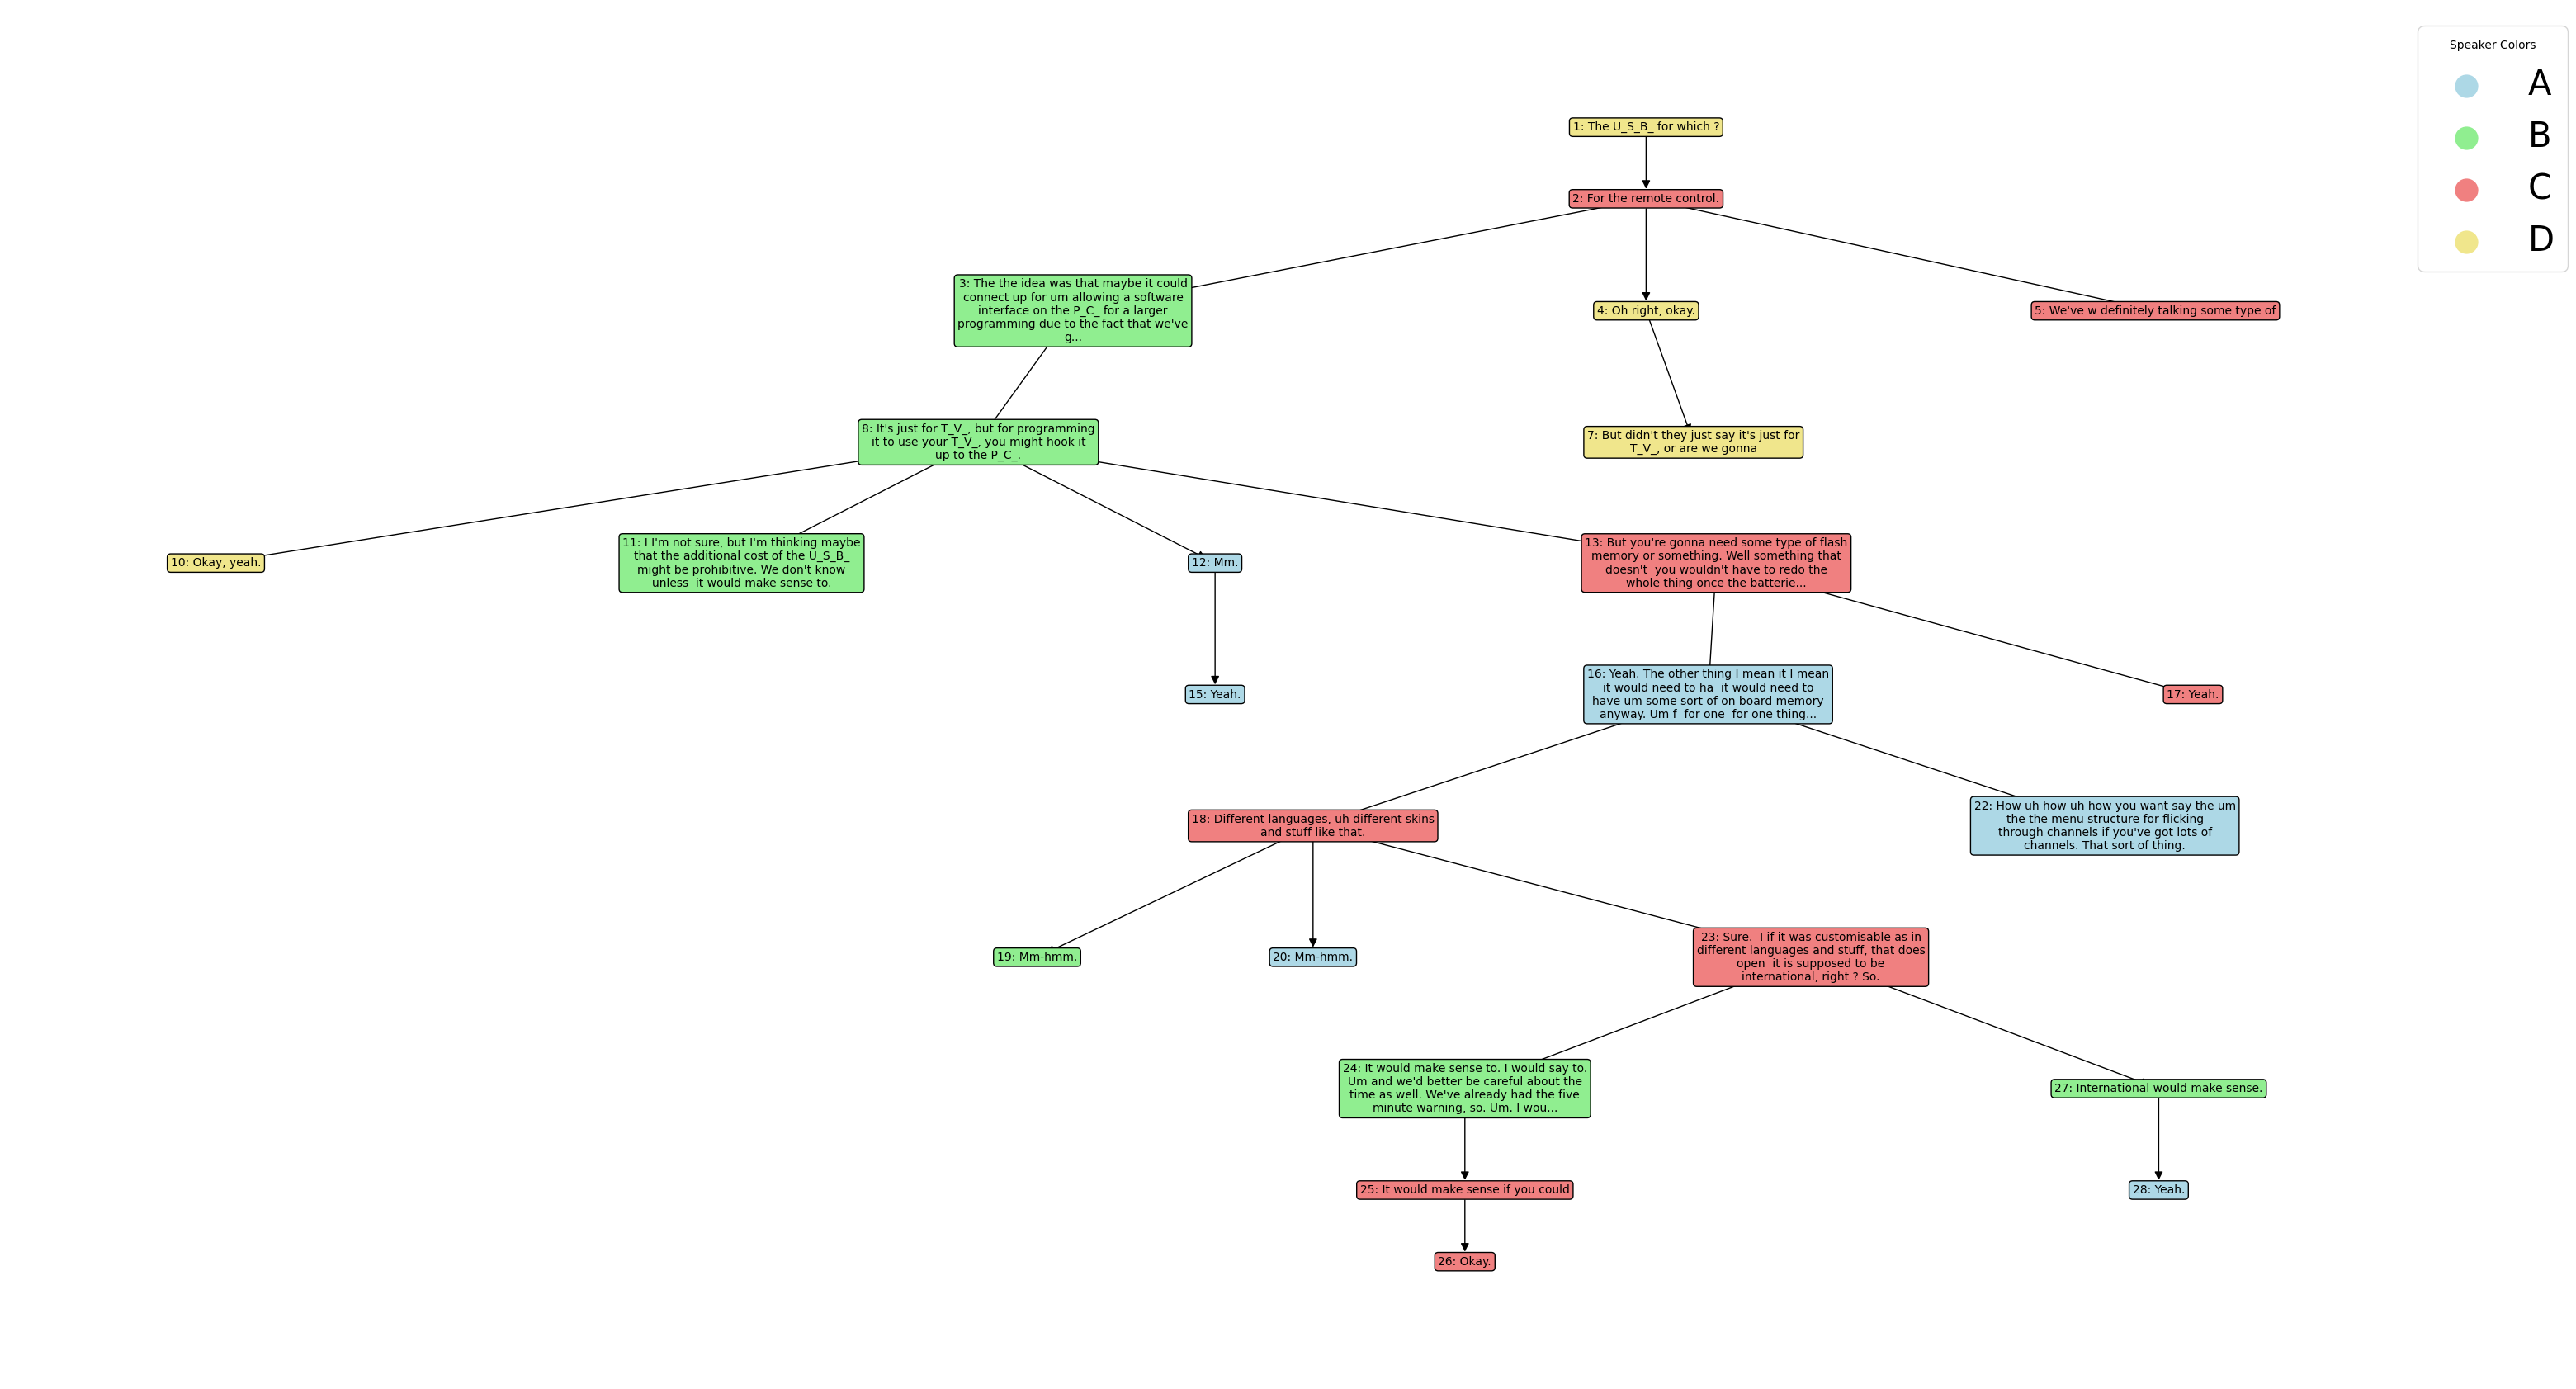 Speaker Colors
A
B
C
D
1: The U_S_B_ for which ?
2: For the remote control.
3: The the idea was that maybe it could
connect up for um allowing a software
interface on the P_C_ for a larger
programming due to the fact that we've
g...
4: Oh right, okay.
5: We've w definitely talking some type of
8: It's just for T_V_, but for programming
it to use your T_V_, you might hook it
up to the P_C_.
7: But didn't they just say it's just for
T_V_, or are we gonna
10: Okay, yeah.
11: I I'm not sure, but I'm thinking maybe
that the additional cost of the U_S_B_
might be prohibitive. We don't know
unless  it would make sense to.
12: Mm.
13: But you're gonna need some type of flash
memory or something. Well something that
doesn't  you wouldn't have to redo the
whole thing once the batterie...
15: Yeah.
16: Yeah. The other thing I mean it I mean
it would need to ha  it would need to
have um some sort of on board memory
anyway. Um f  for one  for one thing...
17: Yeah.
18: Different languages, uh different skins
and stuff like that.
22: How uh how uh how you want say the um
the the menu structure for flicking
through channels if you've got lots of
channels. That sort of thing.
19: Mm-hmm.
20: Mm-hmm.
23: Sure.  I if it was customisable as in
different languages and stuff, that does
open  it is supposed to be
international, right ? So.
24: It would make sense to. I would say to.
Um and we'd better be careful about the
time as well. We've already had the five
minute warning, so. Um. I wou...
27: International would make sense.
25: It would make sense if you could
28: Yeah.
26: Okay.